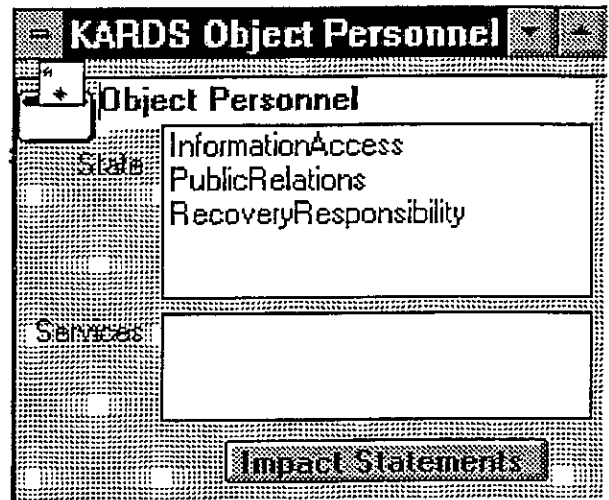 KARDS Object Personnel
Object Personnel
State
InformationAccess
PublicRelations
RecoveryResponsibility
Services
Impact Statements